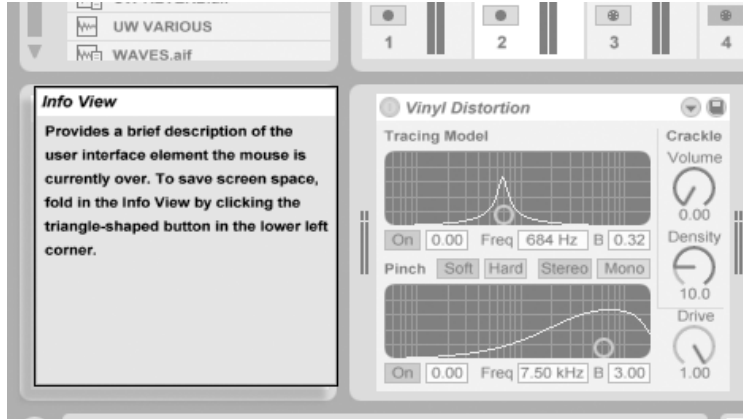 UW VARIOUS
WAVES.aif
1 2 3 4
Info View
Provides a brief description of the
user interface element the mouse is
currently over. To save screen space,
fold in the Info View by clicking the
triangle-shaped button in the lower left
corner.
Vinyl Distortion
Tracing Model
Crackle
Volume
0.00
On 0.00 Freq 684 Hz B 0.32
Density
10.0
Pinch Soft Hard Stereo Mono
Drive
1.00
On 0.00 Freq 7.50 kHz B 3.00